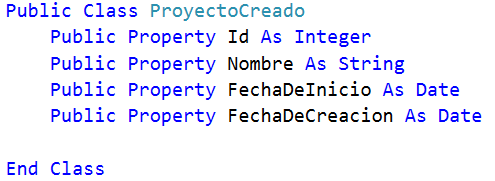 Public Class ProyectoCreado
    Public Property Id As Integer
    Public Property Nombre As String
    Public Property FechaDeInicio As Date
    Public Property FechaDeCreacion As Date
End Class